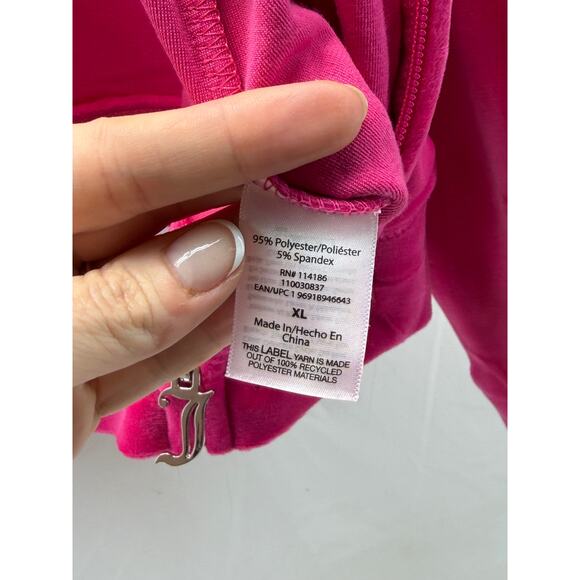 95% Polyester/Poliéster
5% Spandex
RN# 114186
110030837
EAN/UPC 1 96918946643
XL
Made In/Hecho En
China
THIS LABEL YARN IS MADE
OUT OF 100% RECYCLED
POLYESTER MATERIALS